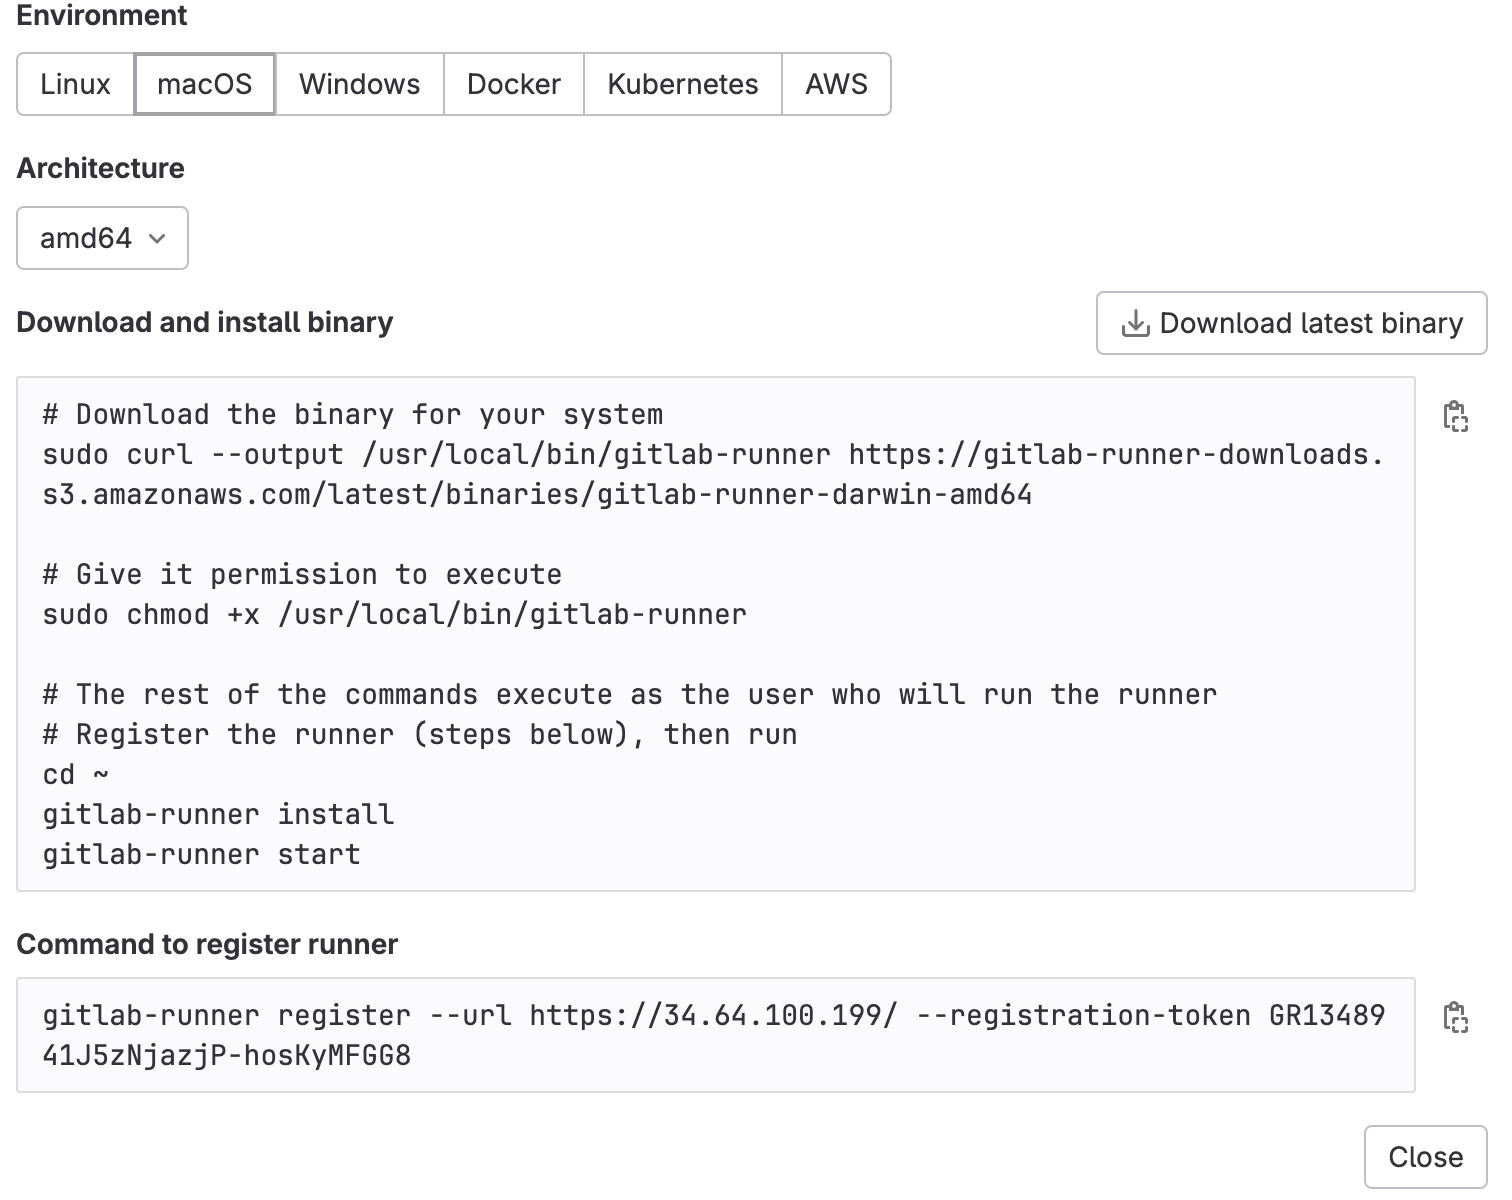 Environment
Linux macOS Windows Docker Kubernetes AWS
Architecture
amd64
Download and install binary Download latest binary
# Download the binary for your system
sudo curl --output /usr/local/bin/gitlab-runner https://gitlab-runner-downloads.
s3.amazonaws.com/latest/binaries/gitlab-runner-darwin-amd64
# Give it permission to execute
sudo chmod +x /usr/local/bin/gitlab-runner
# The rest of the commands execute as the user who will run the runner
# Register the runner (steps below), then run
cd ~
gitlab-runner install
gitlab-runner start
Command to register runner
gitlab-runner register --url https://34.64.100.199/ --registration-token GR13489
41J5zNjazjP-hosKyMFGG8
Close